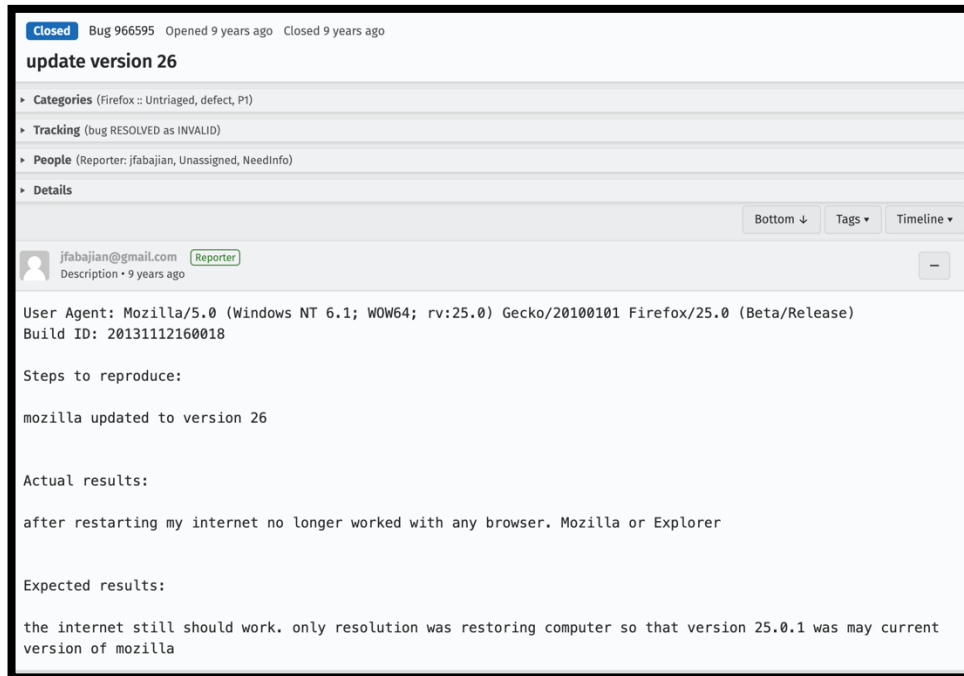 Closed Bug 966595 Opened 9 years ago Closed 9 years ago
update version 26
▸ Categories (Firefox :: Untriaged, defect, P1)
▸ Tracking (bug RESOLVED as INVALID)
▸ People (Reporter: jfabajian, Unassigned, NeedInfo)
▸ Details
Bottom ↓ Tags ▾ Timeline ▾
jfabajian@gmail.com Reporter
Description • 9 years ago
User Agent: Mozilla/5.0 (Windows NT 6.1; WOW64; rv:25.0) Gecko/20100101 Firefox/25.0 (Beta/Release)
Build ID: 20131112160018
Steps to reproduce:
mozilla updated to version 26
Actual results:
after restarting my internet no longer worked with any browser. Mozilla or Explorer
Expected results:
the internet still should work. only resolution was restoring computer so that version 25.0.1 was may current
version of mozilla